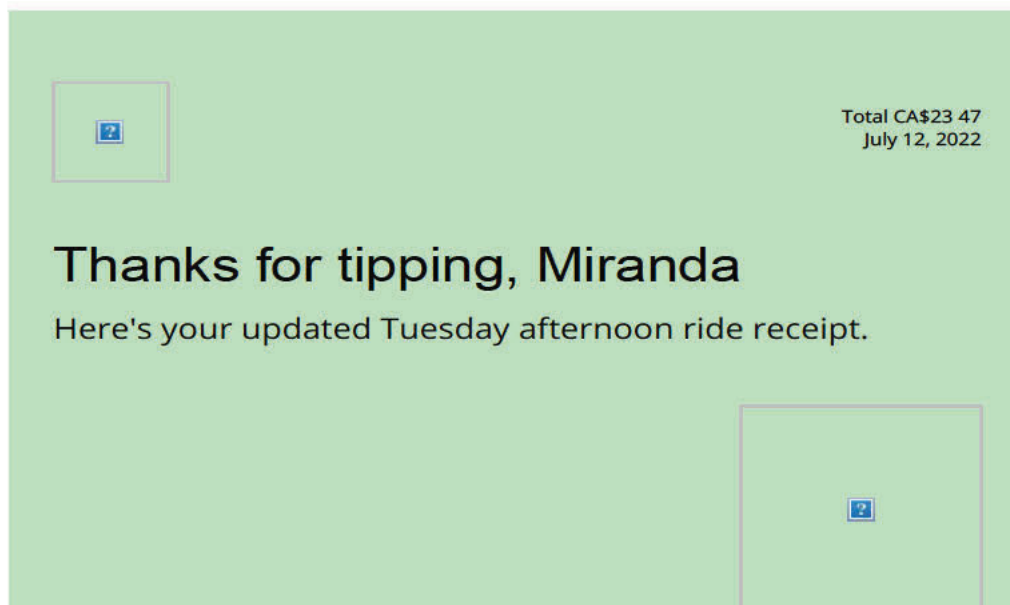 Total CA$23 47
July 12, 2022
Thanks for tipping, Miranda
Here's your updated Tuesday afternoon ride receipt.